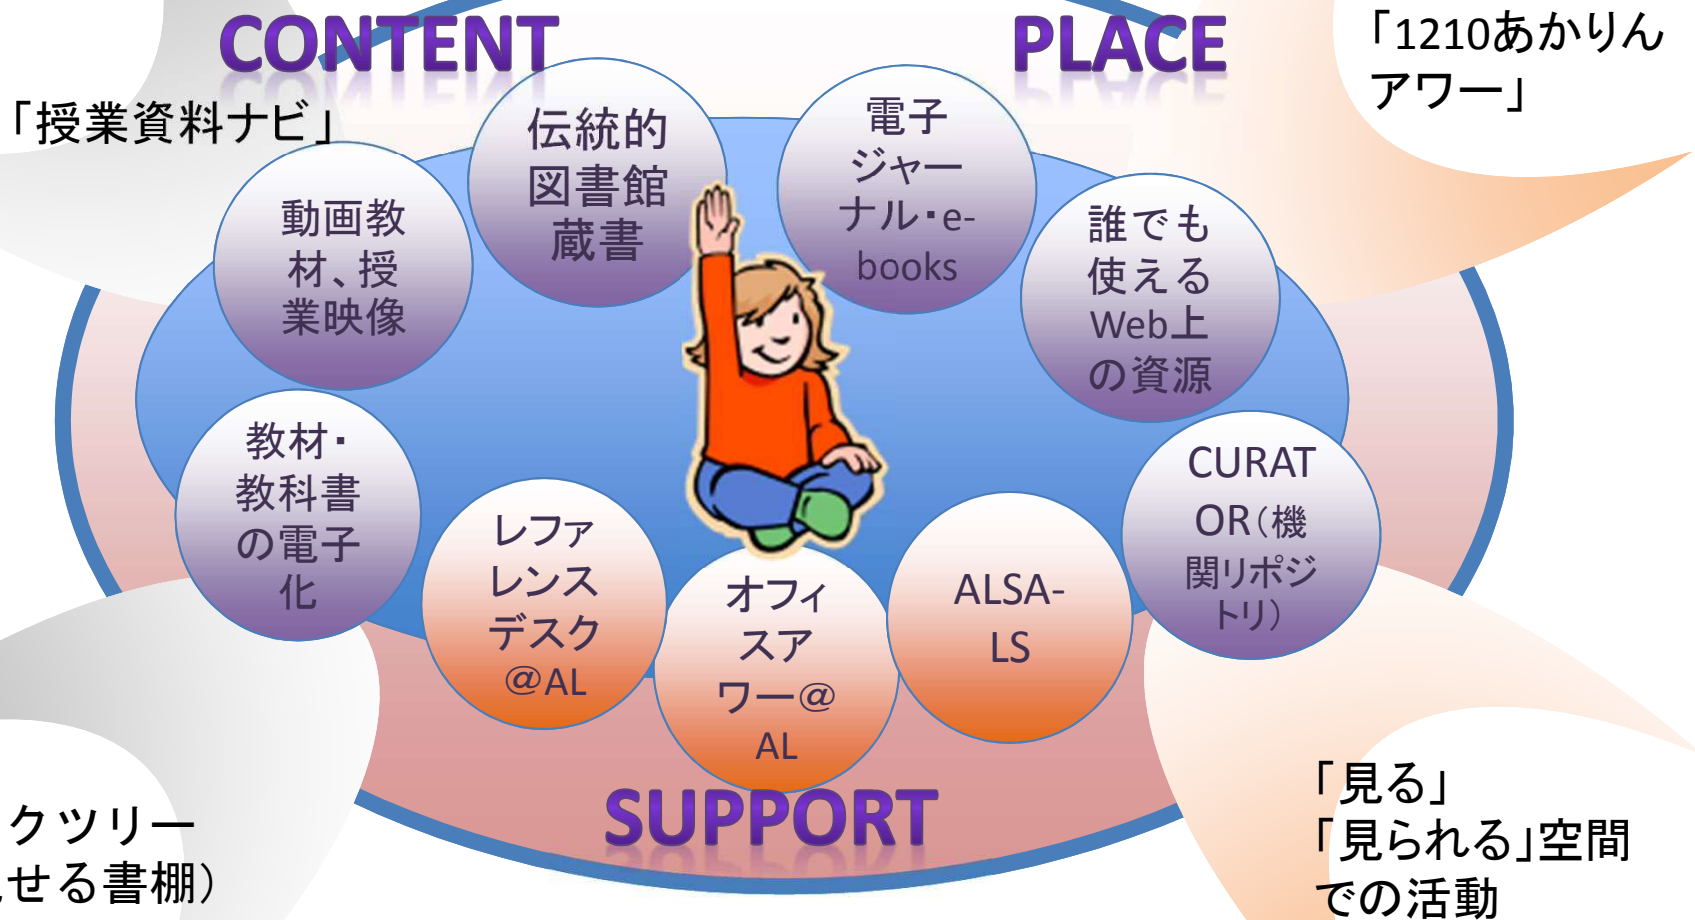 CONTENT
PLACE
「1210あかりん
アワー」
「授業資料ナビ」
伝統的
図書館
蔵書
電子
ジャー
ナル・e-
books
動画教
材、授
業映像
誰でも
使える
Web上
の資源
教材・
教科書
の電子
化
CURAT
OR(機
関リポジ
トリ)
レファ
レンス
デスク
@AL
オフィ
スア
ワー@
AL
ALSA-
LS
SUPPORT
クツリー
せる書棚)
「見る」
「見られる」空間
での活動